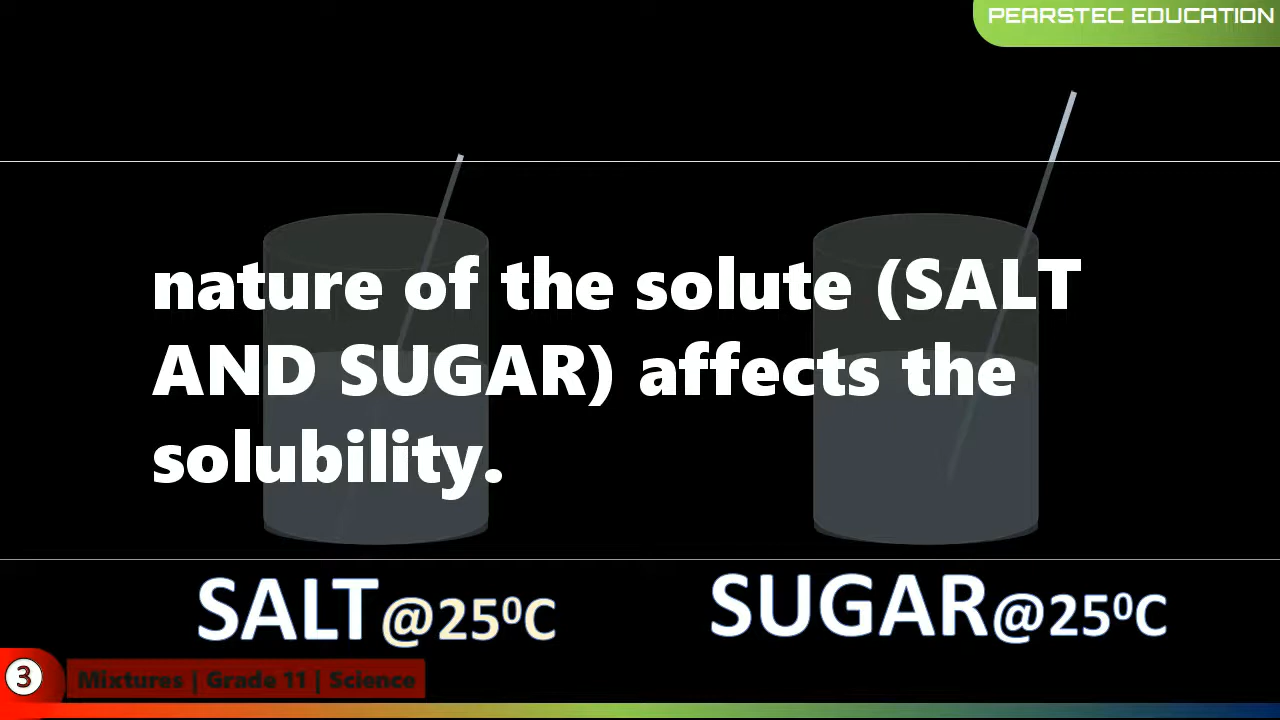 PEARSTEC EDUCATION
nature of the solute (SALT
AND SUGAR) affects the
solubility.
SALT@25⁰C
SUGAR@25⁰C
3
Mixtures | Grade 11 | Science